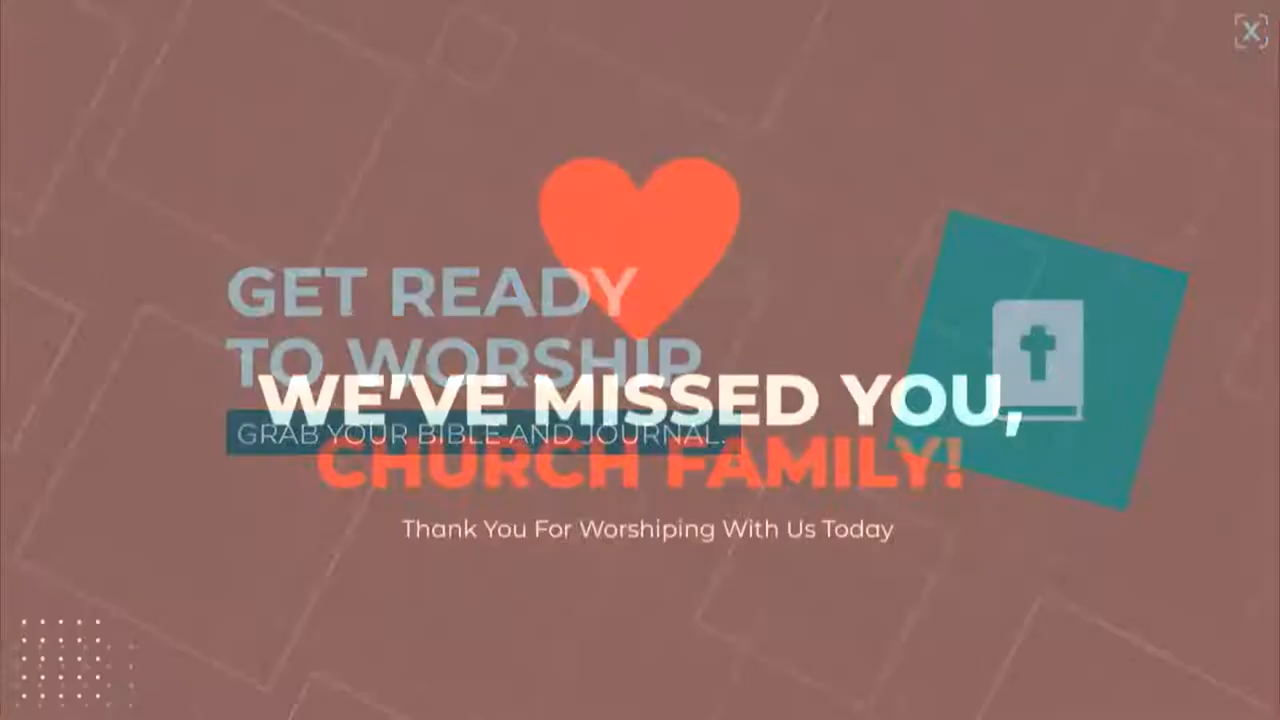 X
GET READY
TO WORSHIP
GRAB YOUR BIBLE AND JOURNAL.
WE'VE MISSED YOU,
CHURCH FAMILY!
Thank You For Worshiping With Us Today